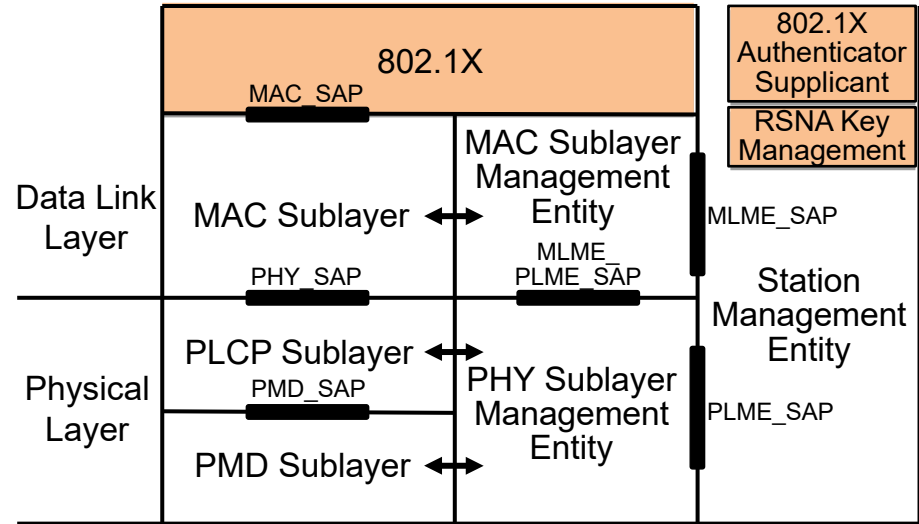 802.1X
802.1X
Authenticator
Supplicant
RSNA Key
Management
MAC_SAP
Data Link
Layer
MAC Sublayer
MAC Sublayer
Management
Entity
MLME_SAP
PHY_SAP
MLME_
PLME_SAP
Station
Management
Entity
Physical
Layer
PLCP Sublayer
PMD_SAP
PMD Sublayer
PHY Sublayer
Management
Entity
PLME_SAP